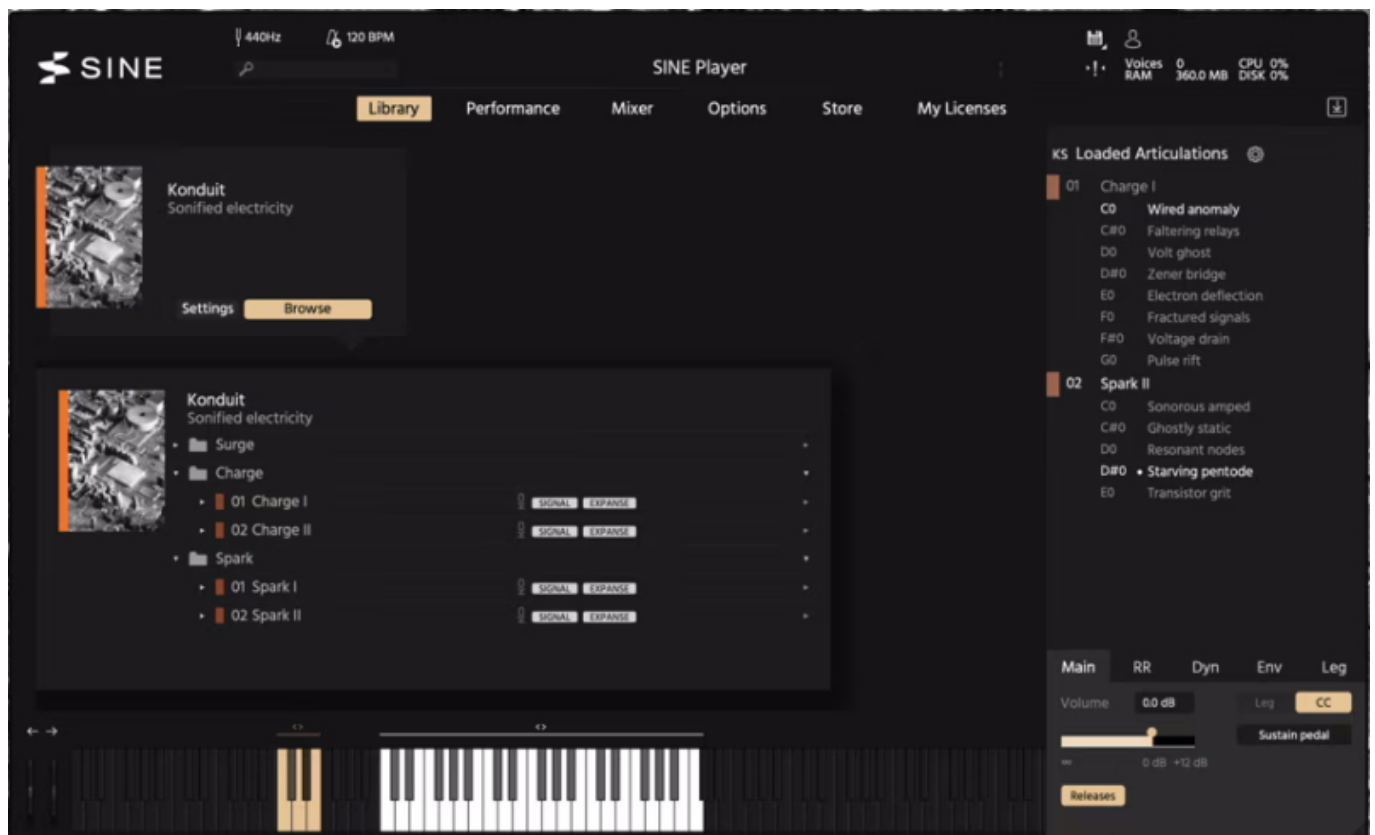 440Hz 120 BPM
SINE
SINE Player
Voices 0 CPU 0%
RAM 360.0 MB DISK 0%
Library Performance Mixer Options Store My Licenses
Konduit
Sonified electricity
Settings Browse
Konduit
Sonified electricity
Surge
Charge
01 Charge I SIGNAL EXPANSE
02 Charge II SIGNAL EXPANSE
Spark
01 Spark I SIGNAL EXPANSE
02 Spark II SIGNAL EXPANSE
KS Loaded Articulations
01 Charge I
C0 Wired anomaly
C#0 Faltering relays
D0 Volt ghost
D#0 Zener bridge
E0 Electron deflection
F0 Fractured signals
F#0 Voltage drain
G0 Pulse rift
02 Spark II
C0 Sonorous amped
C#0 Ghostly static
D0 Resonant nodes
D#0 • Starving pentode
E0 Transistor grit
Main RR Dyn Env Leg
Volume 0.0 dB Leg CC
Sustain pedal
∞ 0 dB +12 dB
Releases